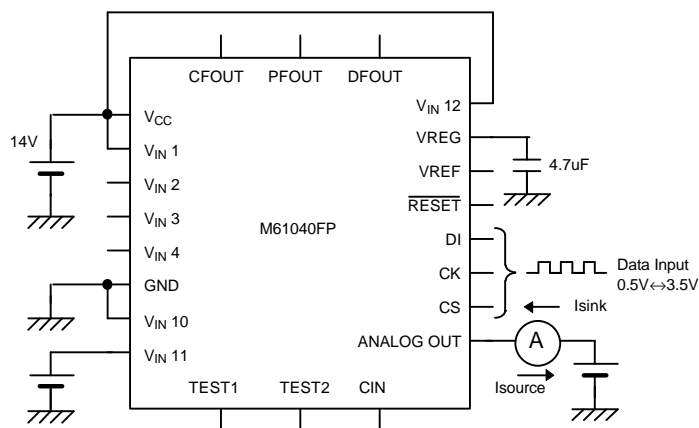 CFOUT PFOUT DFOUT
VCC
VIN 1
VIN 2
VIN 3
VIN 4
GND
VIN 10
VIN 11
14V
M61040FP
VIN 12
VREG
VREF
RESET
DI
CK
CS
ANALOG OUT
4.7uF
Data Input
0.5V↔3.5V
Isink
A
Isource
TEST1 TEST2 CIN